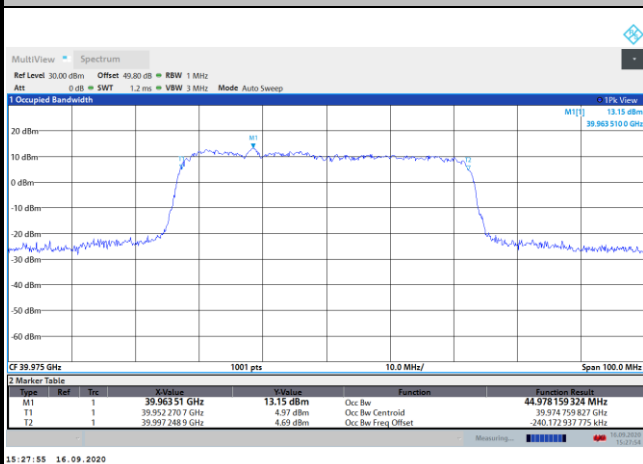 MultiView Spectrum
Ref Level 30.00 dBm Offset 49.80 dB RBW 1 MHz
Att 0 dB SWT 1.2 ms VBW 3 MHz Mode Auto Sweep
1 Occupied Bandwidth 1Pk View
M1[1] 13.15 dBm
39.963 510 0 GHz
20 dBm
M1
10 dBm
T1 T2
0 dBm
-10 dBm
-20 dBm
-30 dBm
-40 dBm
-50 dBm
-60 dBm
CF 39.975 GHz 1001 pts 10.0 MHz/ Span 100.0 MHz
2 Marker Table
Type Ref Trc X-Value Y-Value Function Function Result
M1 1 39.963 51 GHz 13.15 dBm Occ Bw 44.978 159 324 MHz
T1 1 39.952 270 7 GHz 4.97 dBm Occ Bw Centroid 39.974 759 827 GHz
T2 1 39.997 248 9 GHz 4.69 dBm Occ Bw Freq Offset -240.172 937 775 kHz
Measuring... 16.09.2020
15:27:54
15:27:55 16.09.2020